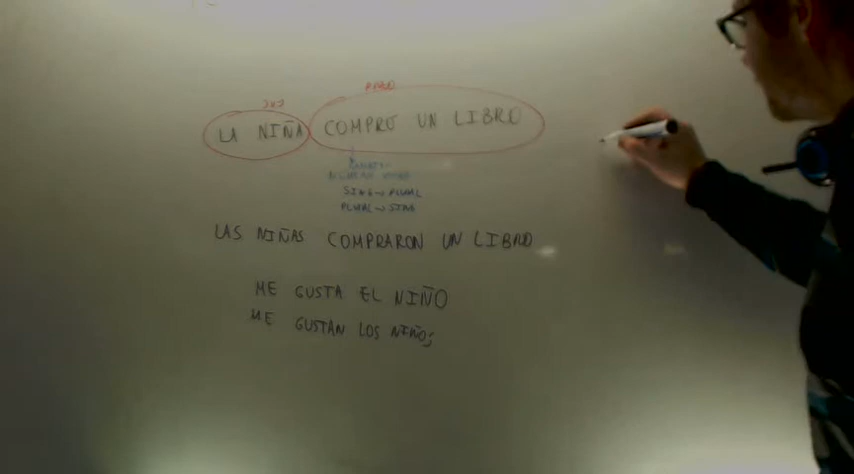 SUJ
LA NIÑA COMPRÓ UN LIBRO
SING → PLURAL
PLURAL → SING
LAS NIÑAS COMPRARON UN LIBRO
ME GUSTA EL NIÑO
ME GUSTAN LOS NIÑOS